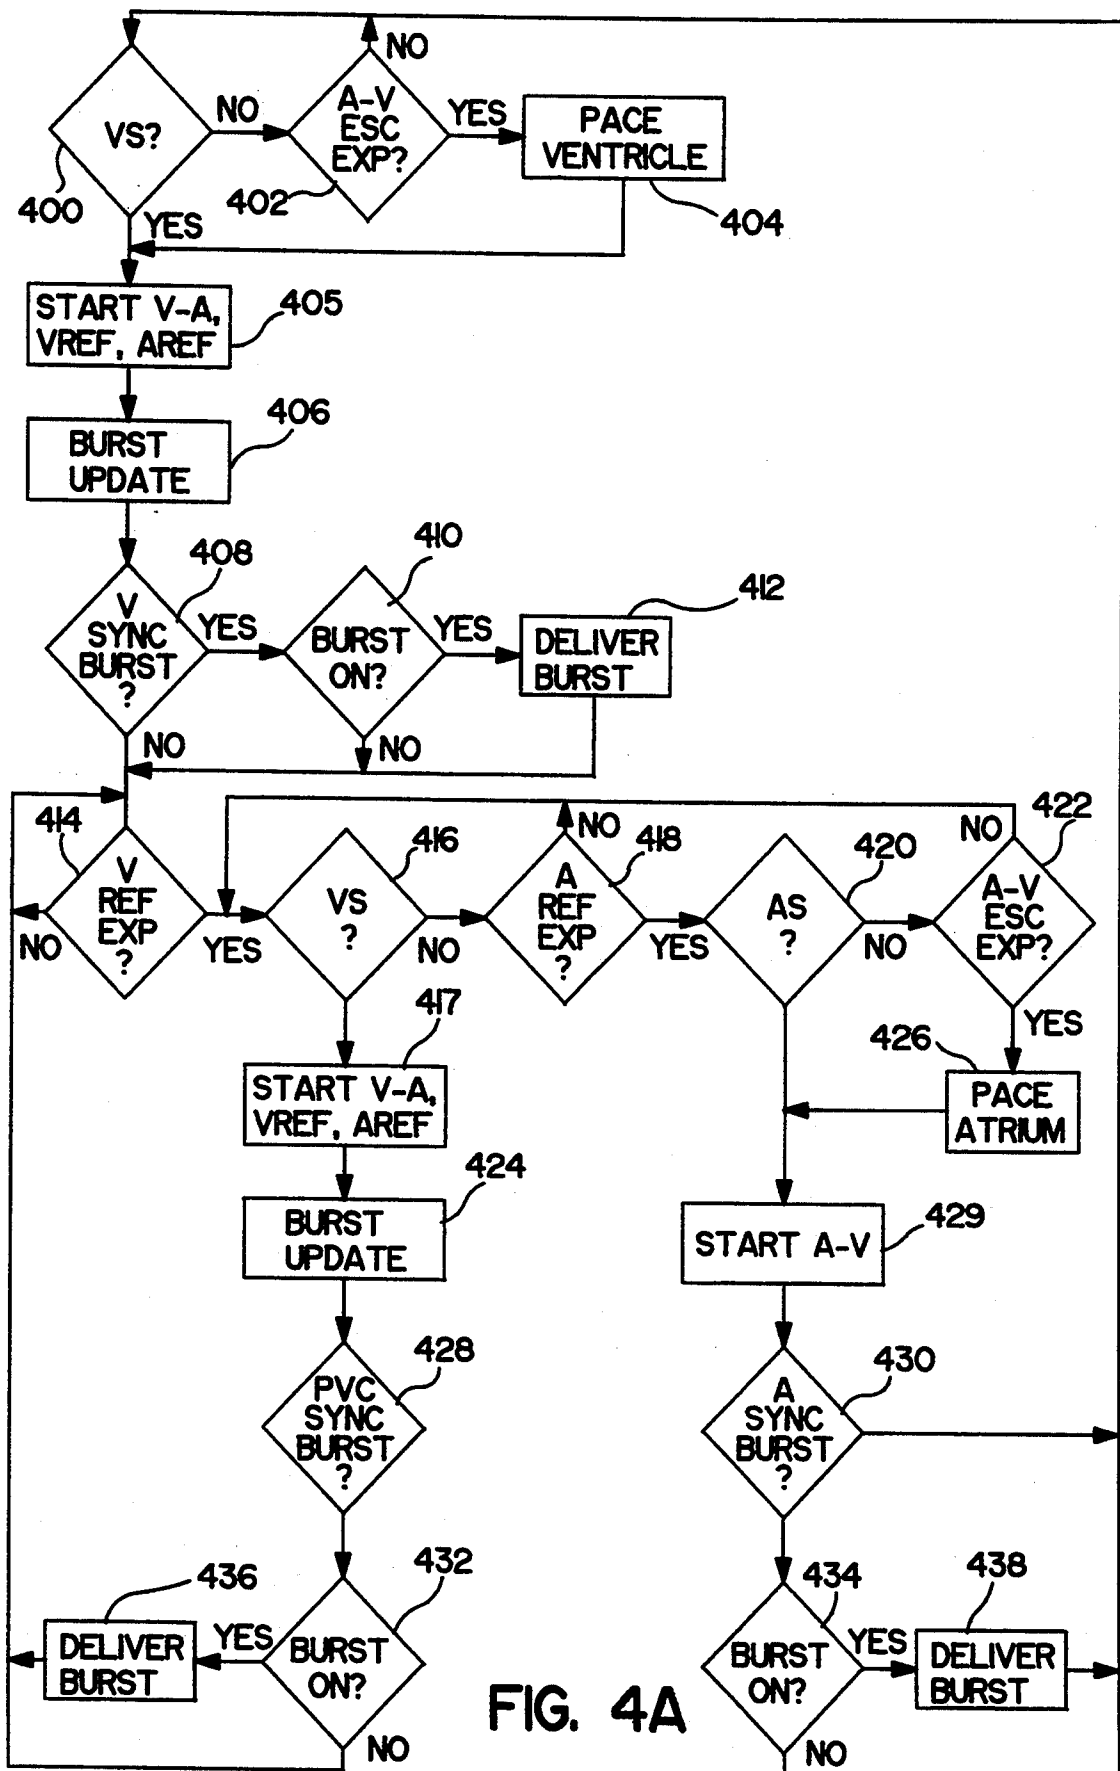 NO
VS?
NO
A-V
ESC
EXP?
YES
PACE
VENTRICLE
400
402
404
YES
START V-A,
VREF, AREF
405
BURST
UPDATE
406
V
SYNC
BURST
?
408
YES
BURST
ON?
410
YES
DELIVER
BURST
412
NO
NO
414
V
REF
EXP
?
NO
YES
VS
?
416
NO
A
REF
EXP
?
NO
418
YES
AS
?
420
NO
A-V
ESC
EXP?
NO
422
YES
417
START V-A,
VREF, AREF
426
PACE
ATRIUM
424
BURST
UPDATE
START A-V
429
PVC
SYNC
BURST
?
428
A
SYNC
BURST
?
430
436
DELIVER
BURST
YES
BURST
ON?
432
NO
BURST
ON?
434
YES
DELIVER
BURST
438
NO
FIG. 4A